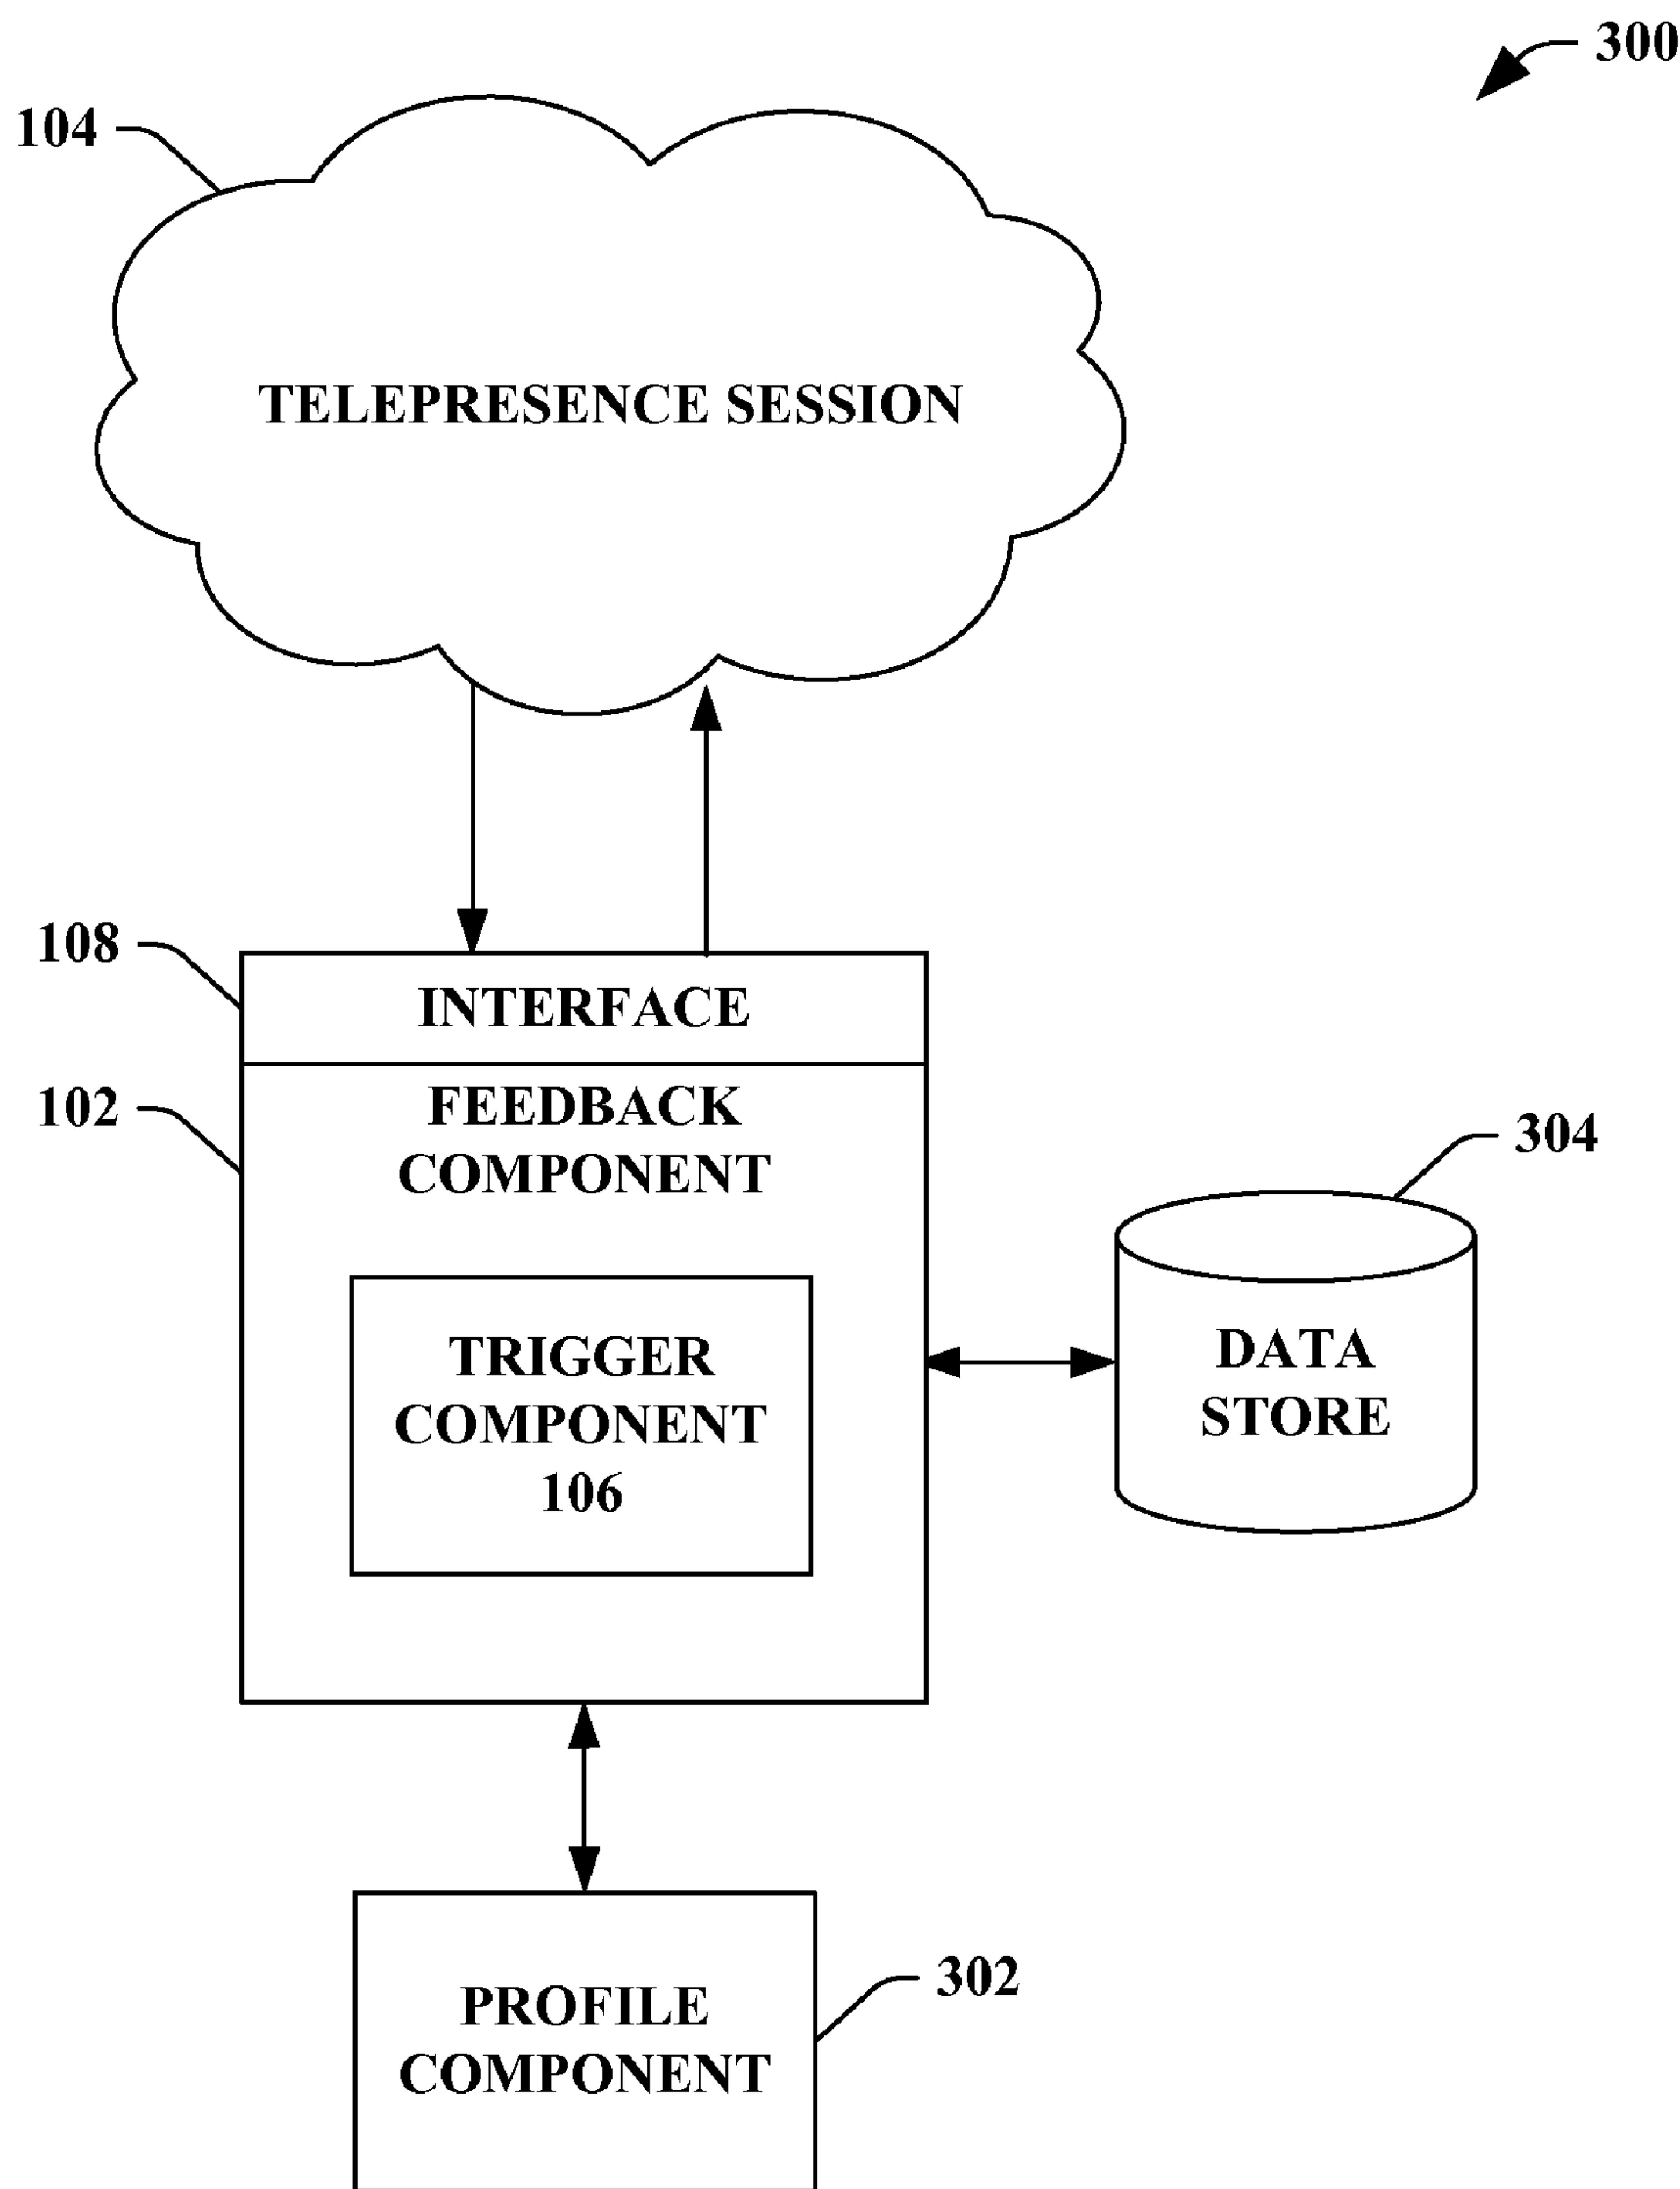 300
104
TELEPRESENCE SESSION
108
INTERFACE
102
FEEDBACK
COMPONENT
304
TRIGGER
COMPONENT
106
DATA
STORE
302
PROFILE
COMPONENT